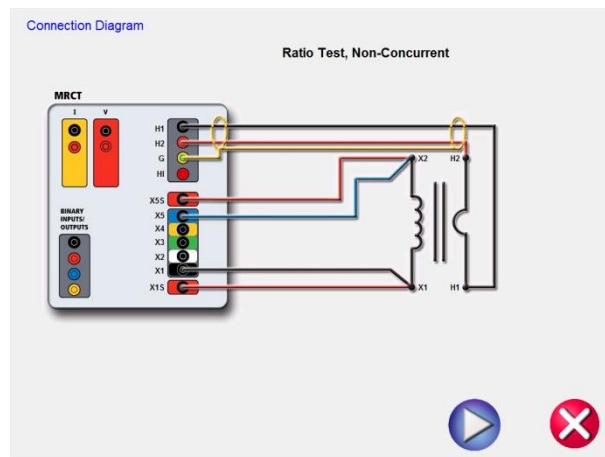 Connection Diagram
Ratio Test, Non-Concurrent
MRCT
I V
H1
H2
G
HI
X5S
X5
X4
X3
X2
X1
X1S
BINARY
INPUTS/
OUTPUTS
X2 H2
X1 H1